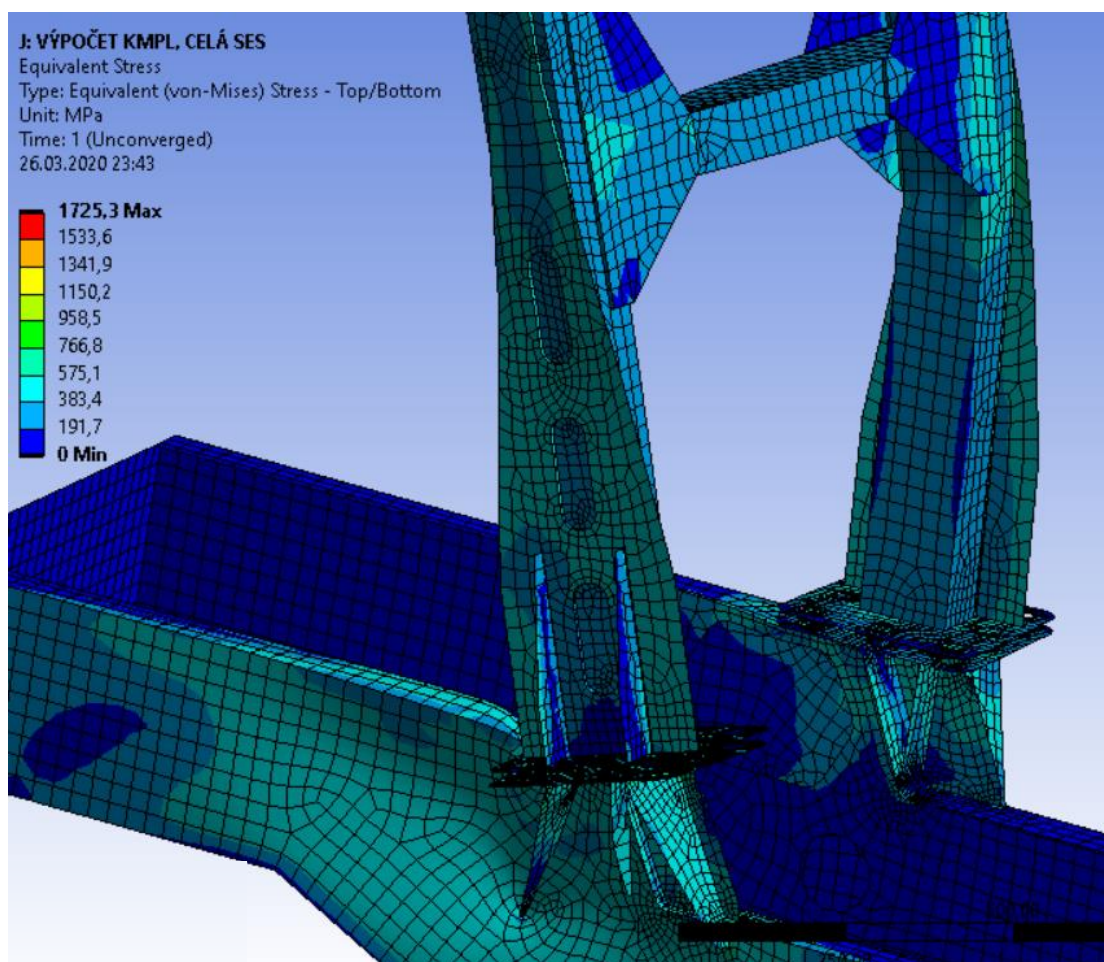 J: VÝPOČET KMPL, CELÁ SES
Equivalent Stress
Type: Equivalent (von-Mises) Stress - Top/Bottom
Unit: MPa
Time: 1 (Unconverged)
26.03.2020 23:43
1725,3 Max
1533,6
1341,9
1150,2
958,5
766,8
575,1
383,4
191,7
0 Min